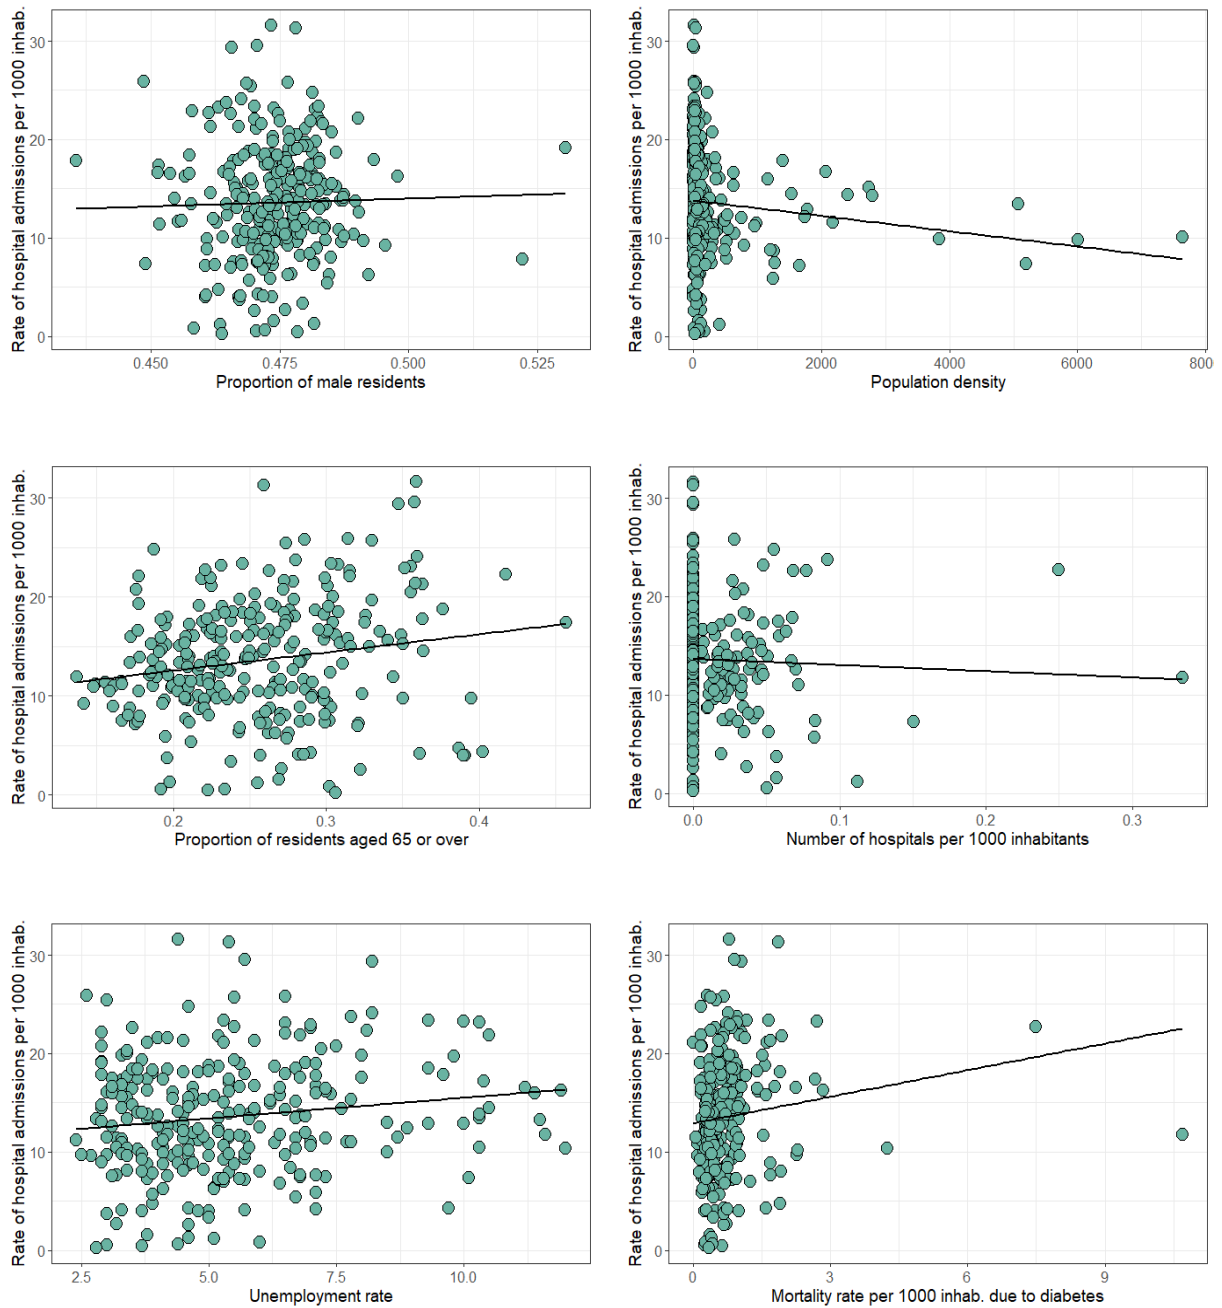 Rate of hospital admissions per 1000 inhab.
30
20
10
0
0.450 0.475 0.500 0.525
Proportion of male residents
Rate of hospital admissions per 1000 inhab.
30
20
10
0
0 2000 4000 6000 800
Population density
Rate of hospital admissions per 1000 inhab.
30
20
10
0
0.2 0.3 0.4
Proportion of residents aged 65 or over
Rate of hospital admissions per 1000 inhab.
30
20
10
0
0.0 0.1 0.2 0.3
Number of hospitals per 1000 inhabitants
Rate of hospital admissions per 1000 inhab.
30
20
10
0
2.5 5.0 7.5 10.0
Unemployment rate
Rate of hospital admissions per 1000 inhab.
30
20
10
0
0 3 6 9
Mortality rate per 1000 inhab. due to diabetes